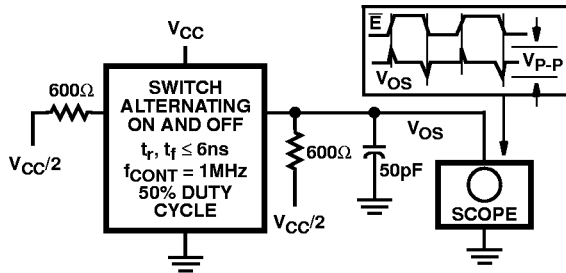 V_CC
600Ω
V_CC/2
SWITCH
ALTERNATING
ON AND OFF
t_r, t_f ≤ 6ns
f_CONT = 1MHz
50% DUTY
CYCLE
600Ω
V_CC/2
50pF
V_OS
E̅
V_OS
V_P-P
SCOPE